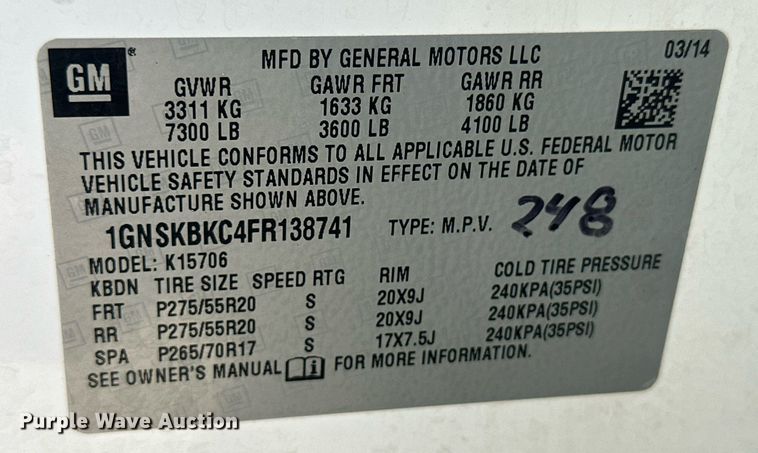 GM ® MFD BY GENERAL MOTORS LLC 03/14
GVWR GAWR FRT GAWR RR
3311 KG 1633 KG 1860 KG
7300 LB 3600 LB 4100 LB
THIS VEHICLE CONFORMS TO ALL APPLICABLE U.S. FEDERAL MOTOR
VEHICLE SAFETY STANDARDS IN EFFECT ON THE DATE OF
MANUFACTURE SHOWN ABOVE.
1GNSKBKC4FR138741 TYPE: M.P.V. 248
MODEL: K15706
KBDN TIRE SIZE SPEED RTG RIM COLD TIRE PRESSURE
FRT P275/55R20 S 20X9J 240KPA(35PSI)
RR P275/55R20 S 20X9J 240KPA(35PSI)
SPA P265/70R17 S 17X7.5J 240KPA(35PSI)
SEE OWNER'S MANUAL i FOR MORE INFORMATION.
Purple Wave Auction